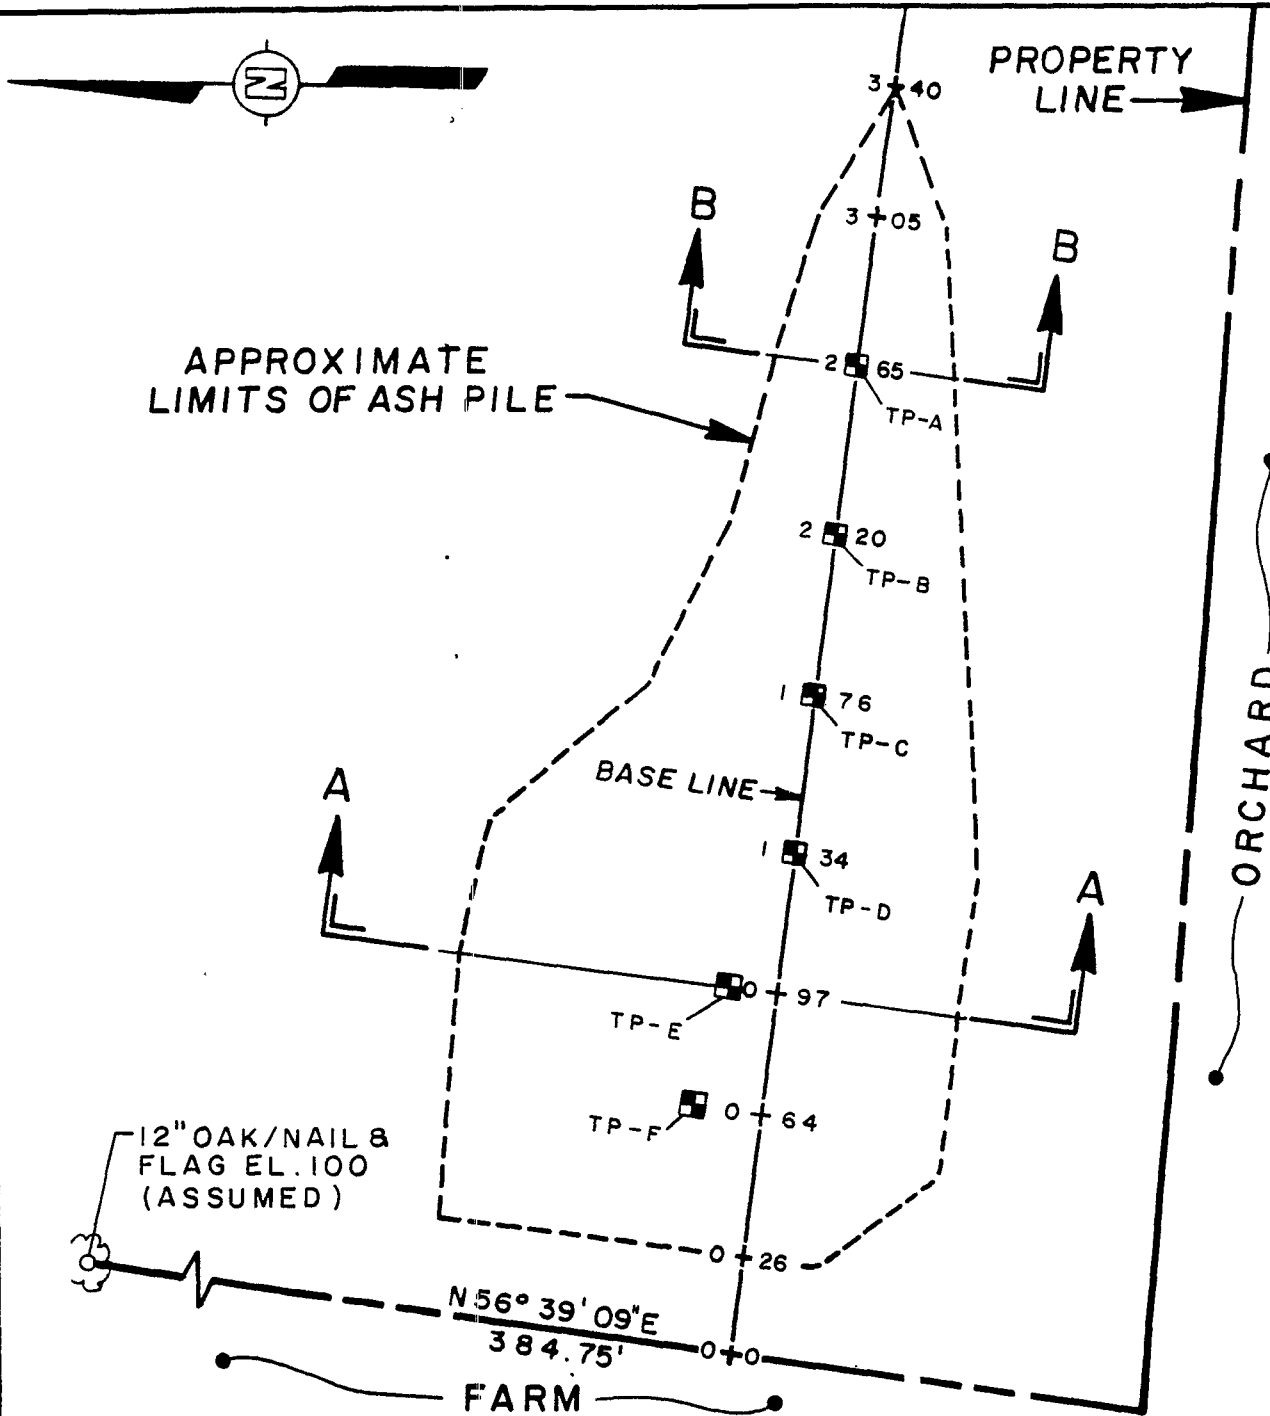 N
PROPERTY
LINE
3+40
3+05
B
B
2 65
TP-A
APPROXIMATE
LIMITS OF ASH PILE
2 20
TP-B
1 76
TP-C
BASE LINE
ORCHARD
A
1 34
TP-D
A
0+97
TP-E
0+64
TP-F
12" OAK/NAIL &
FLAG EL. 100
(ASSUMED)
0+26
N 56° 39' 09" E
384.75'
0+0
FARM